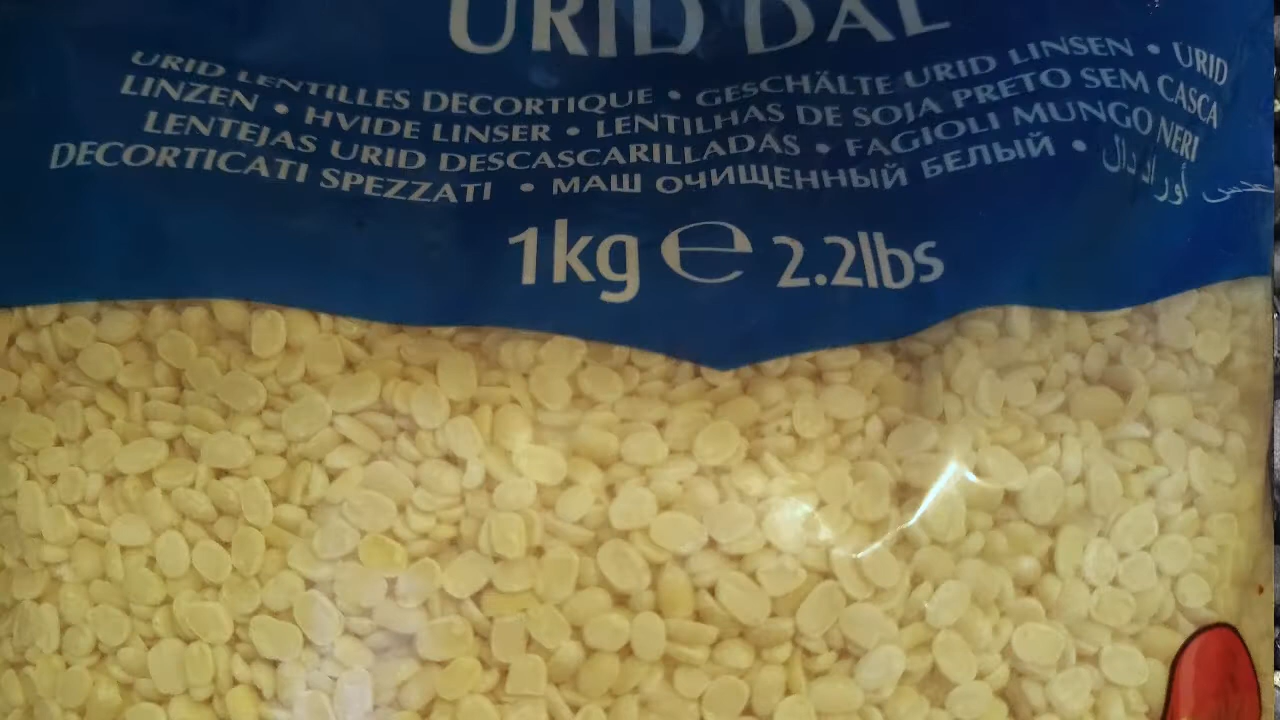 URID DAL
URID LENTILLES DECORTIQUE • GESCHÄLTE URID LINSEN • URID
LINZEN • HVIDE LINSER • LENTILHAS DE SOJA PRETO SEM CASCA
LENTEJAS URID DESCASCARILLADAS • FAGIOLI MUNGO NERI
DECORTICATI SPEZZATI • МАШ ОЧИЩЕННЫЙ БЕЛЫЙ • أوراد دال
1kg ℮ 2.2lbs